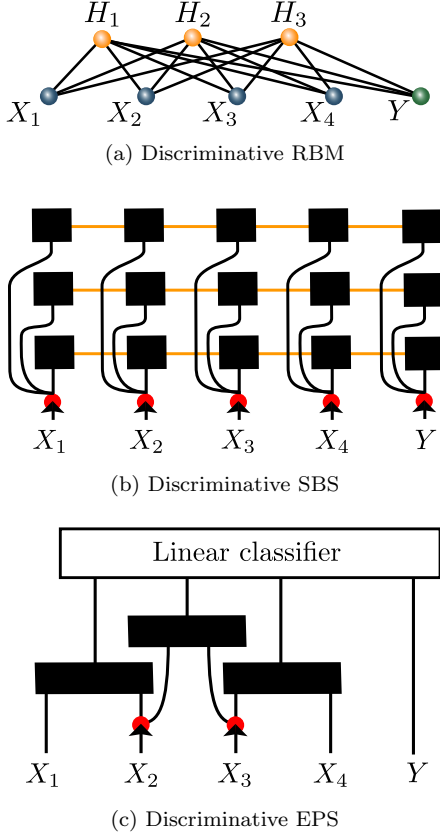 H₁ H₂ H₃
X₁ X₂ X₃ X₄ Y
(a) Discriminative RBM
X₁ X₂ X₃ X₄ Y
(b) Discriminative SBS
Linear classifier
X₁ X₂ X₃ X₄ Y
(c) Discriminative EPS